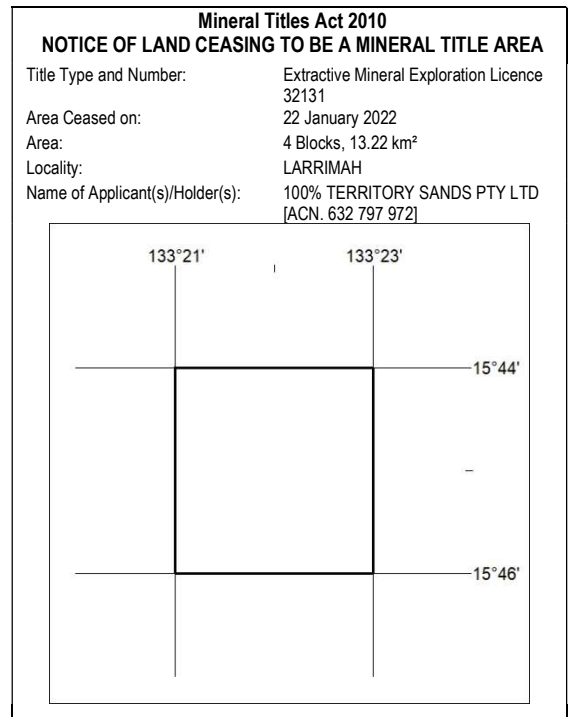 Mineral Titles Act 2010
NOTICE OF LAND CEASING TO BE A MINERAL TITLE AREA
Title Type and Number: Extractive Mineral Exploration Licence
32131
Area Ceased on: 22 January 2022
Area: 4 Blocks, 13.22 km²
Locality: LARRIMAH
Name of Applicant(s)/Holder(s): 100% TERRITORY SANDS PTY LTD
[ACN. 632 797 972]
133°21' 133°23'
15°44'
15°46'